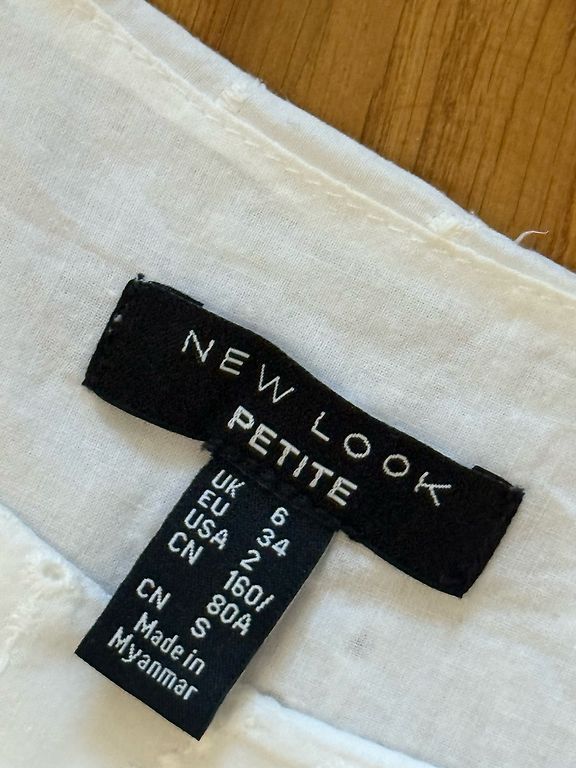 NEW LOOK
PETITE
UK 6
EU 34
USA 2
CN 160/
80A
CN S
Made in
Myanmar